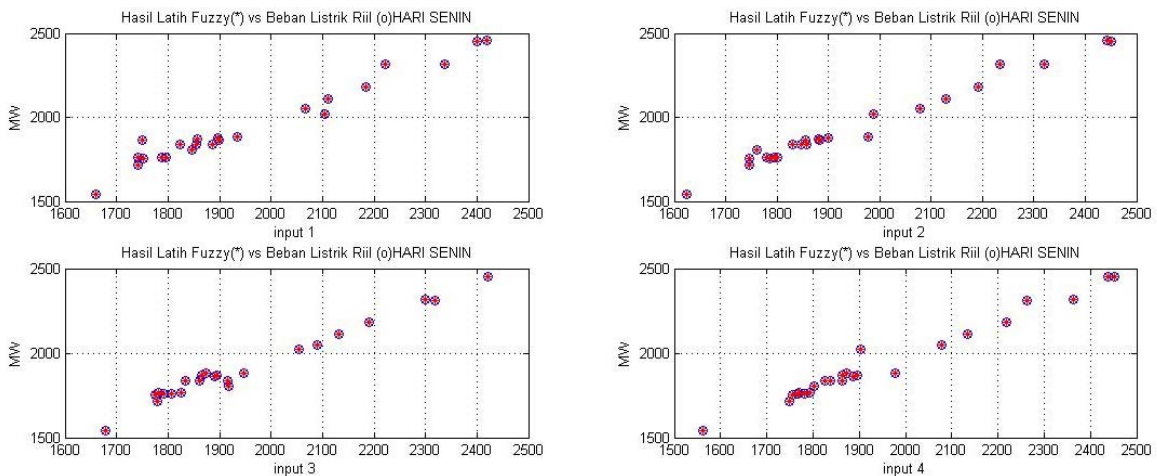 Hasil Latih Fuzzy(*) vs Beban Listrik Riil (o)HARI SENIN
2500
2000
1500
MW
1600 1700 1800 1900 2000 2100 2200 2300 2400 2500
input 1
Hasil Latih Fuzzy(*) vs Beban Listrik Riil (o)HARI SENIN
2500
2000
1500
MW
1600 1700 1800 1900 2000 2100 2200 2300 2400 2500
input 2
Hasil Latih Fuzzy(*) vs Beban Listrik Riil (o)HARI SENIN
2500
2000
1500
MW
1600 1700 1800 1900 2000 2100 2200 2300 2400 2500
input 3
Hasil Latih Fuzzy(*) vs Beban Listrik Riil (o)HARI SENIN
2500
2000
1500
MW
1500 1600 1700 1800 1900 2000 2100 2200 2300 2400 2500
input 4